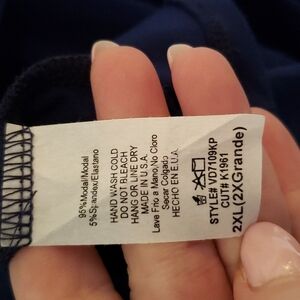 95%Modal/Modal
5%Spandex/Elastano
HAND WASH COLD
DO NOT BLEACH
HANG OR LINE DRY
MADE IN U.S.A.
Lave Frio a Mano/No Cloro
Secar Colgado
HECHO EN E.U.A.
STYLE# VD7109KP
CUT# K1961
2XL(2XGrande)